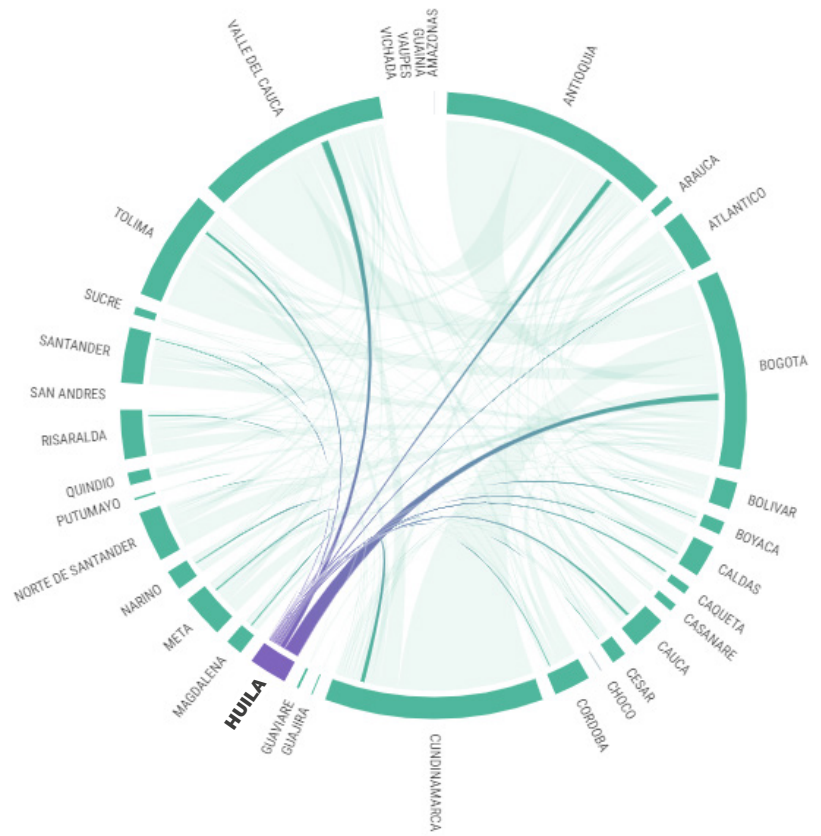 AMAZONAS
ANTIOQUIA
ARAUCA
ATLANTICO
BOGOTA
BOLIVAR
BOYACA
CALDAS
CAQUETA
CASANARE
CAUCA
CESAR
CHOCO
CORDOBA
CUNDINAMARCA
GUAJIRA
GUAVIARE
HUILA
MAGDALENA
META
NARINO
NORTE DE SANTANDER
PUTUMAYO
QUINDIO
RISARALDA
SAN ANDRES
SANTANDER
SUCRE
TOLIMA
VALLE DEL CAUCA
VICHADA
VAUPES
GUAINIA